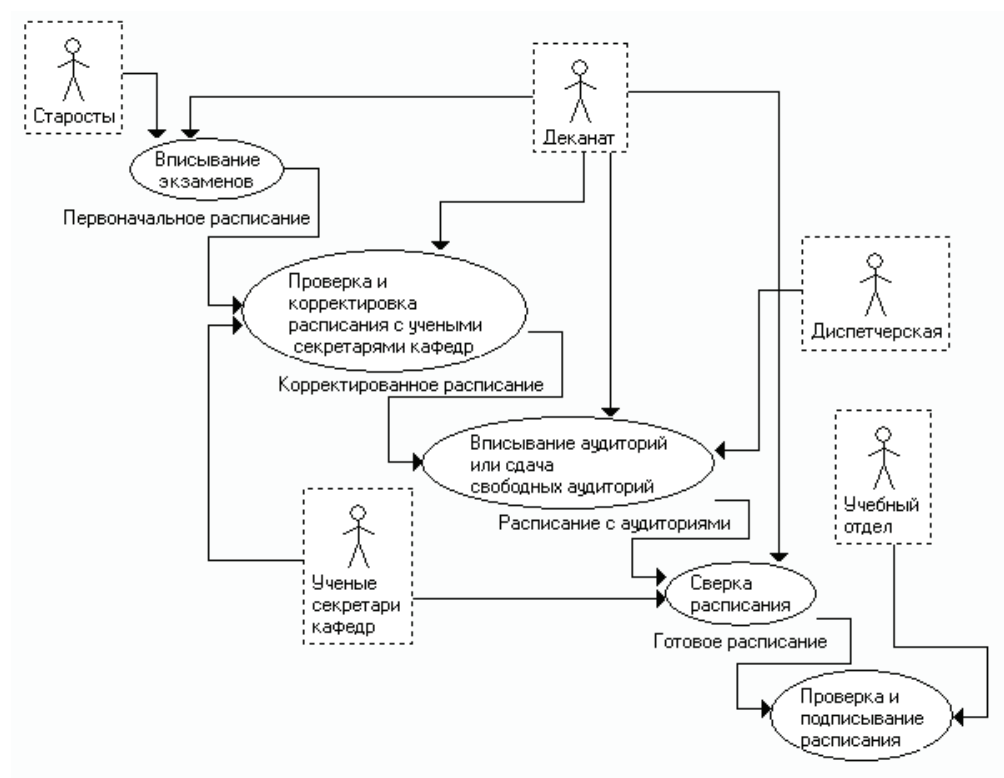 Старосты
Деканат
Вписывание
экзаменов
Первоначальное расписание
Проверка и
корректировка
расписания с учеными
секретарями кафедр
Диспетчерская
Корректированное расписание
Вписывание аудиторий
или сдача
свободных аудиторий
Учебный
отдел
Расписание с аудиториями
Ученые
секретари
кафедр
Сверка
расписания
Готовое расписание
Проверка и
подписывание
расписания